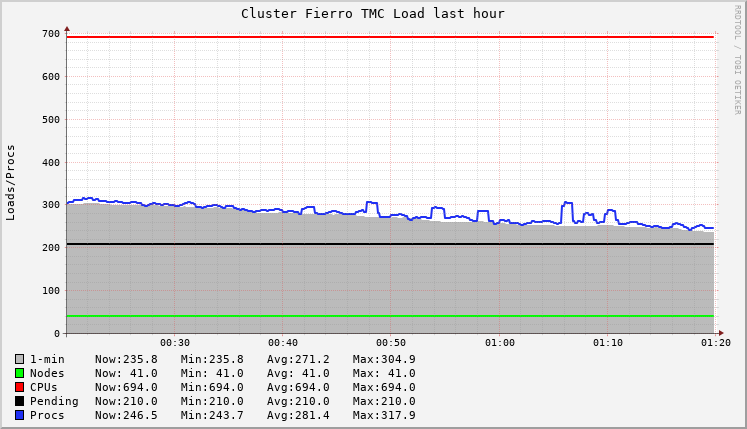 Cluster Fierro TMC Load last hour
RRDTOOL / TOBI OETIKER
Loads/Procs
700
600
500
400
300
200
100
0
00:30 00:40 00:50 01:00 01:10 01:20
1-min Now:235.8 Min:235.8 Avg:271.2 Max:304.9
Nodes Now: 41.0 Min: 41.0 Avg: 41.0 Max: 41.0
CPUs Now:694.0 Min:694.0 Avg:694.0 Max:694.0
Pending Now:210.0 Min:210.0 Avg:210.0 Max:210.0
Procs Now:246.5 Min:243.7 Avg:281.4 Max:317.9